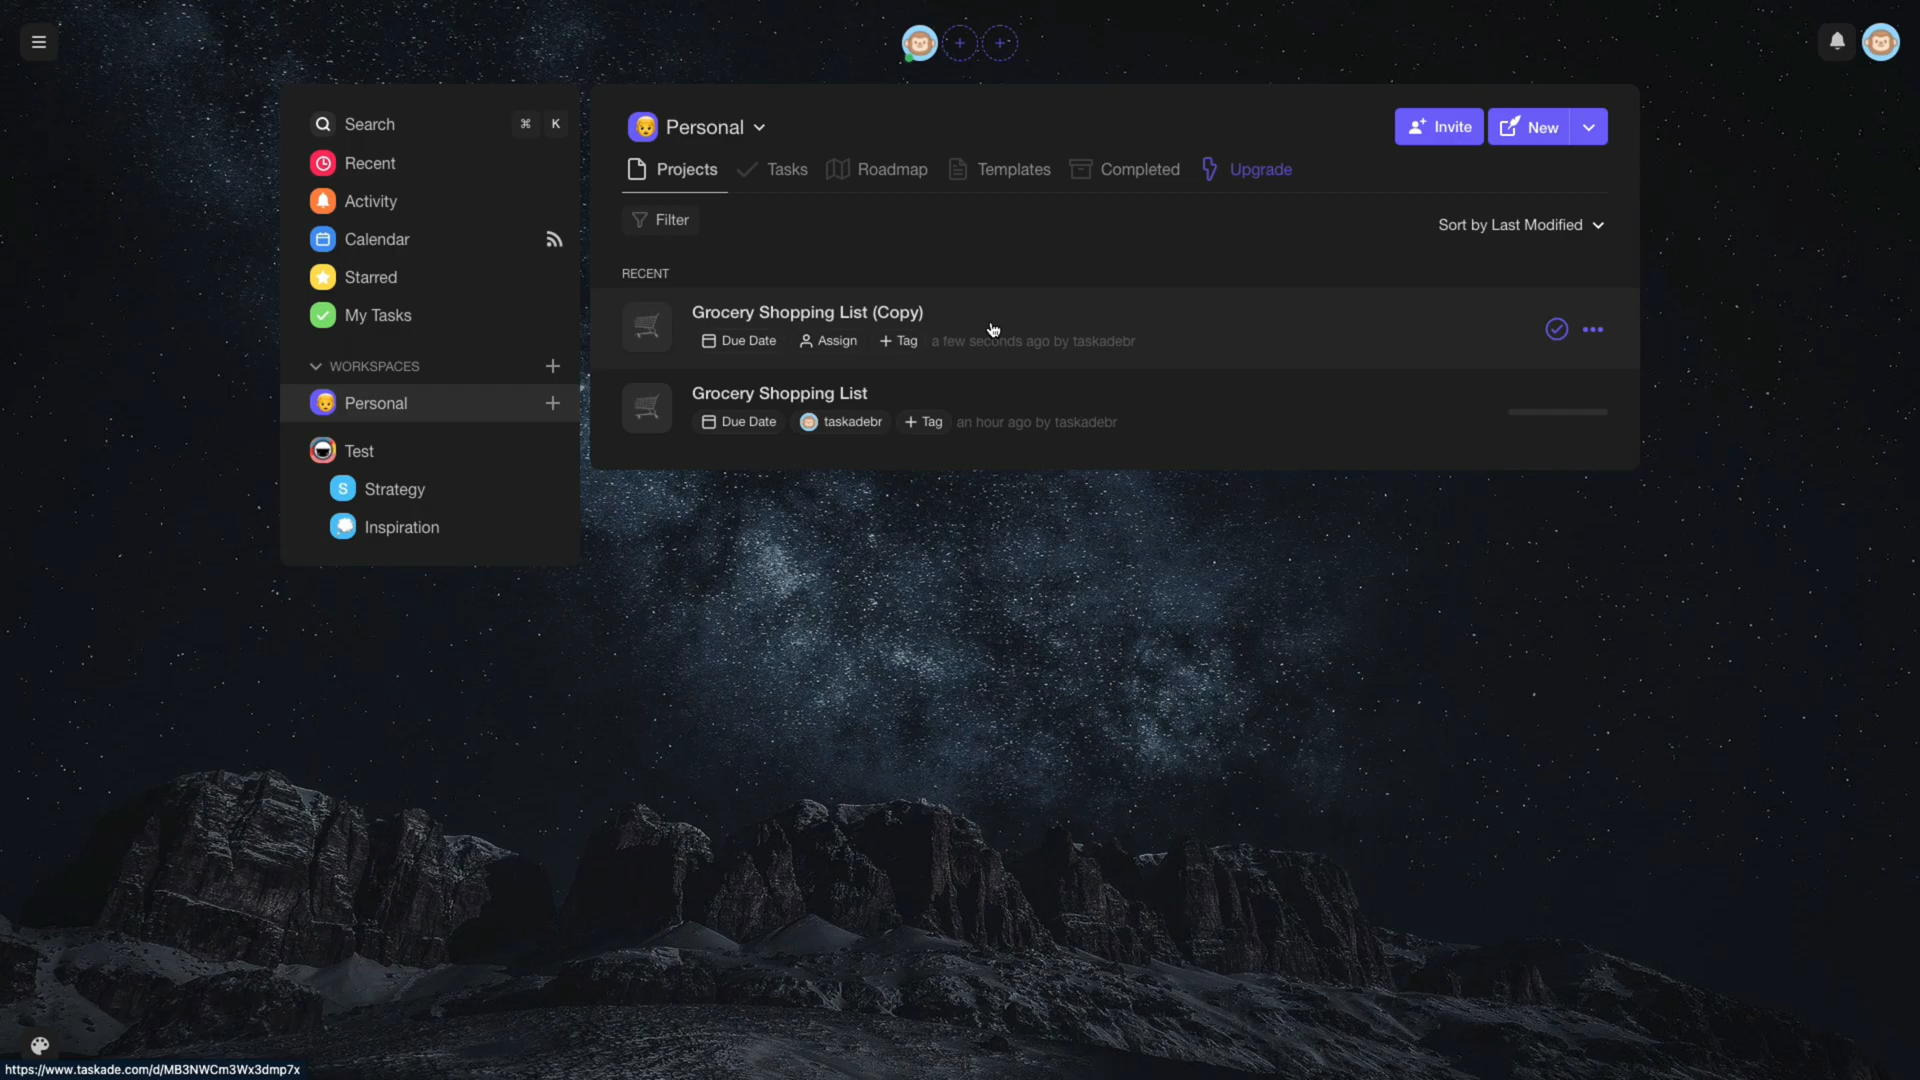 Search ⌘ K
Recent
Activity
Calendar
Starred
My Tasks
WORKSPACES
Personal
Test
S Strategy
Inspiration
Personal
Invite
New
Projects Tasks Roadmap Templates Completed Upgrade
Filter
Sort by Last Modified
RECENT
Grocery Shopping List (Copy)
Due Date Assign + Tag a few seconds ago by taskadebr
Grocery Shopping List
Due Date taskadebr + Tag an hour ago by taskadebr
https://www.taskade.com/d/MB3NWCm3Wx3dmp7x